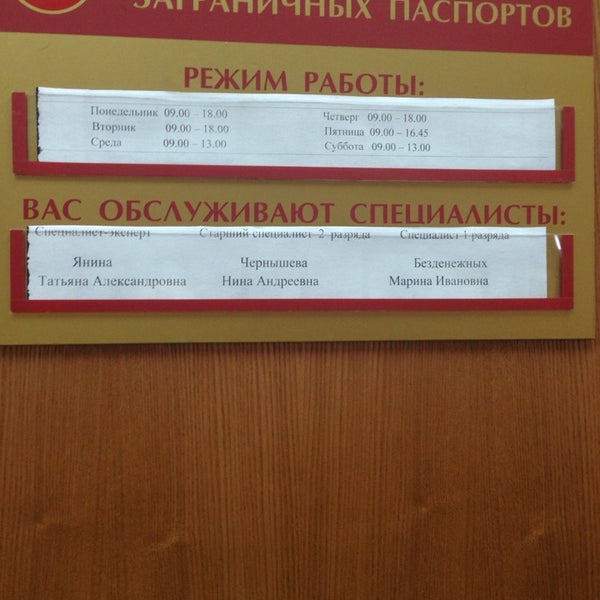 ЗАГРАНИЧНЫХ ПАСПОРТОВ
РЕЖИМ РАБОТЫ:
Понедельник 09.00 – 18.00
Вторник 09.00 – 18.00
Среда 09.00 – 13.00
Четверг 09.00 – 18.00
Пятница 09.00 – 16.45
Суббота 09.00 – 13.00
ВАС ОБСЛУЖИВАЮТ СПЕЦИАЛИСТЫ:
Специалист-эксперт Старший специалист 2 разряда Специалист 1 разряда
Янина Чернышева Безденежных
Татьяна Александровна Нина Андреевна Марина Ивановна